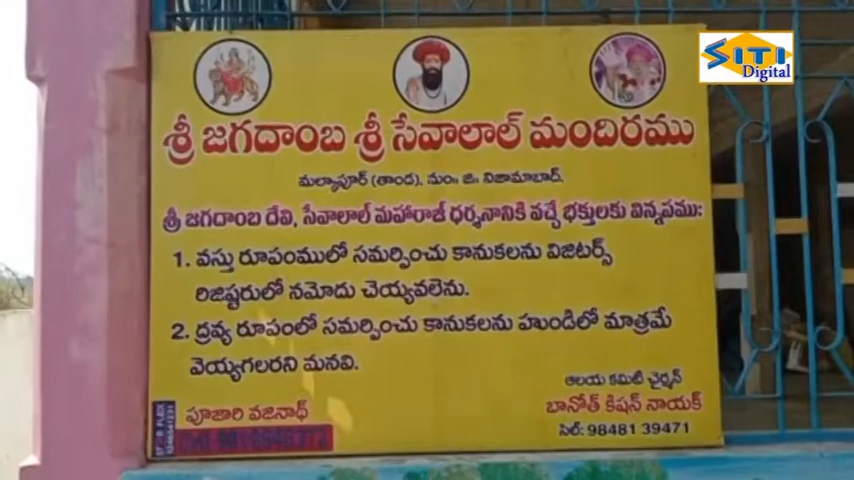 SITI
Digital
శ్రీ జగదాంబ శ్రీ సేవాలాల్ మందిరము
మల్కాపూర్ (తాండ), మం॥ జి॥ నిజామాబాద్.
శ్రీ జగదాంబ దేవి, సేవాలాల్ మహారాజ్ ధర్శనానికి వచ్చే భక్తులకు విన్నపము:
1. వస్తు రూపంములో సమర్పించు కానుకలను విజిటర్స్
రిజిష్టరులో నమోదు చెయ్యవలెను.
2. ద్రవ్య రూపంలో సమర్పించు కానుకలను హుండిలో మాత్రమే
వెయ్యగలరని మనవి.
పూజారి వజినాథ్
ఆలయ కమిటి చైర్మన్
బానోత్ కిషన్ నాయక్
సెల్: 98481 39471